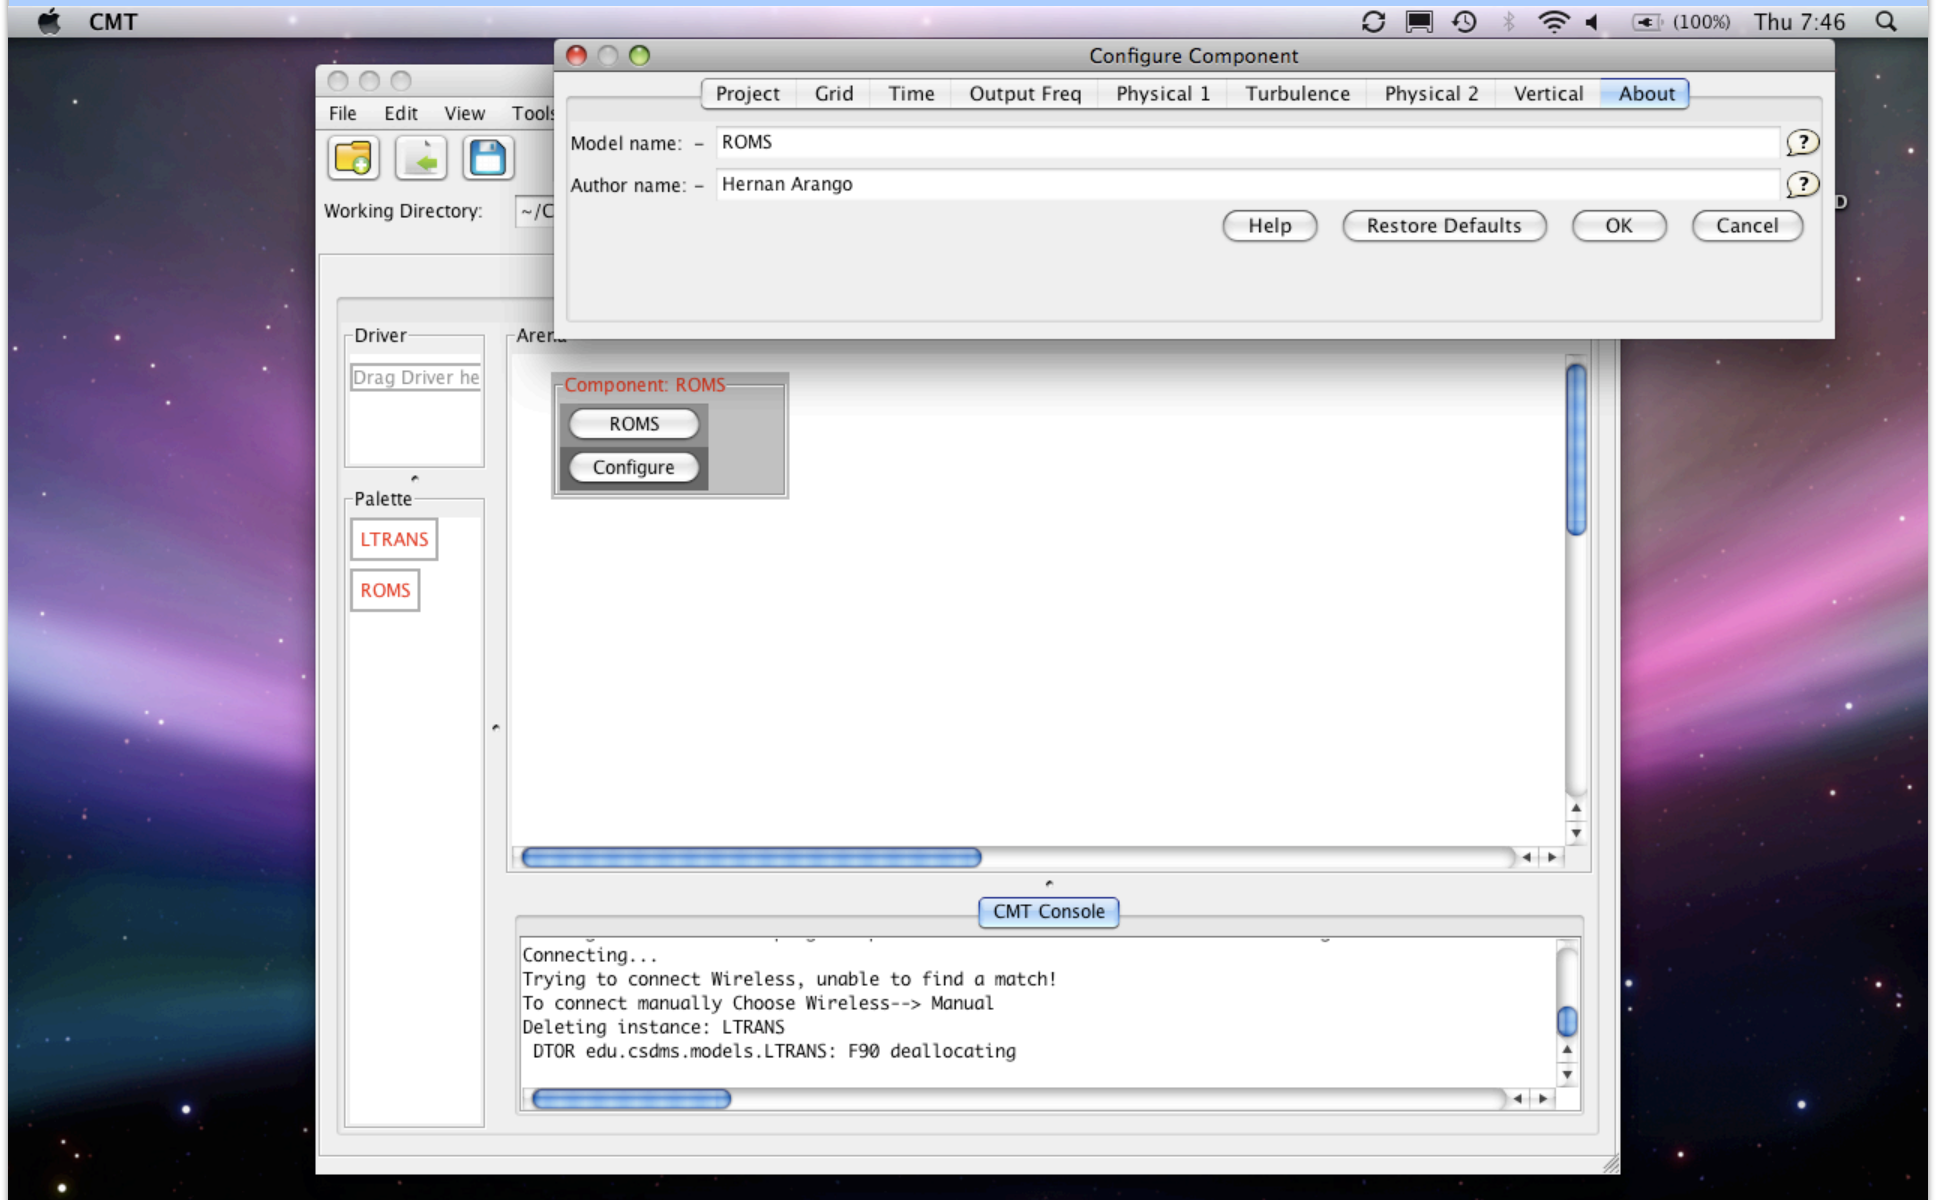 CMT
(100%) Thu 7:46
Configure Component
Project Grid Time Output Freq Physical 1 Turbulence Physical 2 Vertical About
Model name: – ROMS ?
Author name: – Hernan Arango ?
Help Restore Defaults OK Cancel
File Edit View Tools
Working Directory: ~/C
D
Driver
Drag Driver he
Palette
LTRANS
ROMS
Arena
Component: ROMS
ROMS
Configure
CMT Console
Connecting...
Trying to connect Wireless, unable to find a match!
To connect manually Choose Wireless--> Manual
Deleting instance: LTRANS
DTOR edu.csdms.models.LTRANS: F90 deallocating